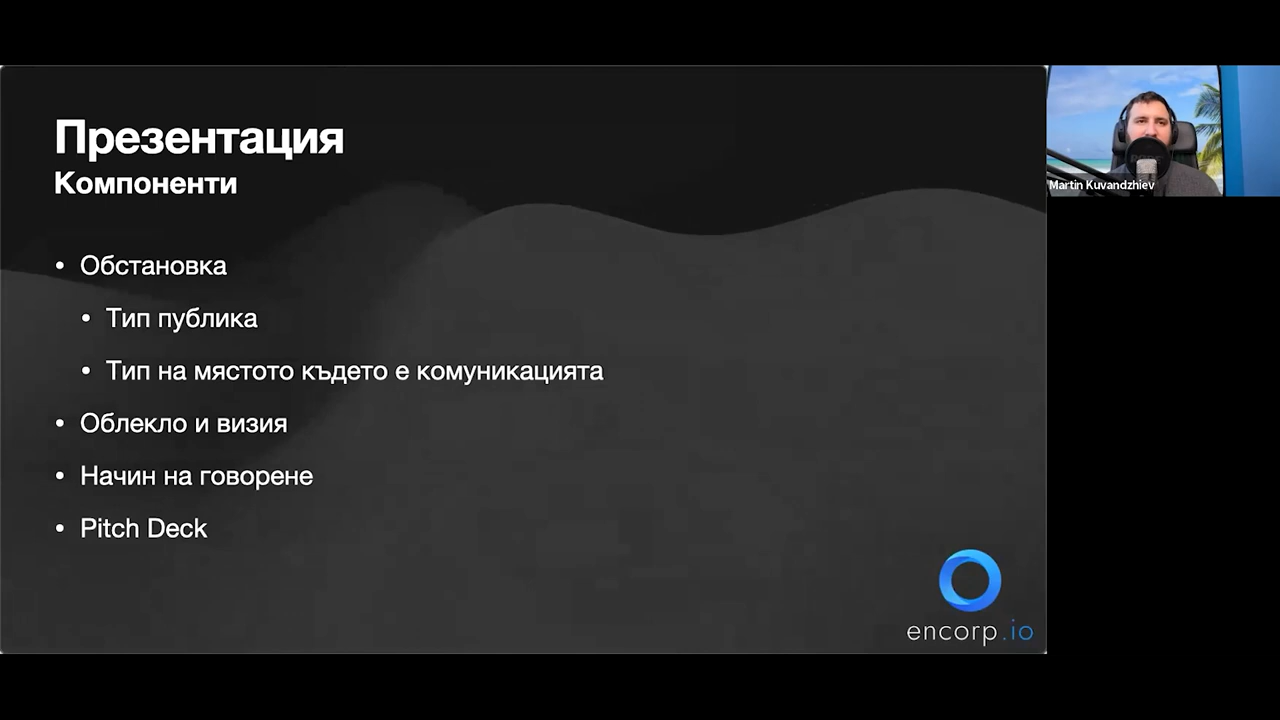 Презентация
Компоненти
• Обстановка
• Тип публика
• Тип на мястото където е комуникацията
• Облекло и визия
• Начин на говорене
• Pitch Deck
encorp.io
Martin Kuvandzhiev